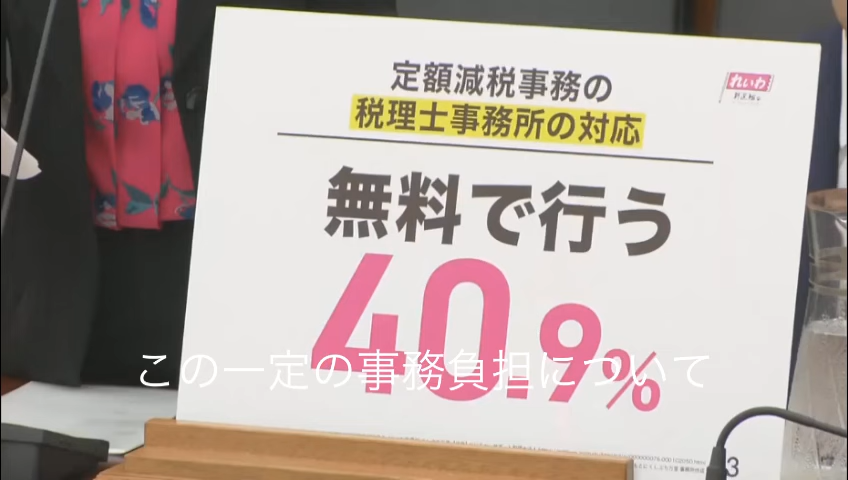 定額減税事務の
税理士事務所の対応
れいわ
無料で行う
40.9%
この一定の事務負担について
3